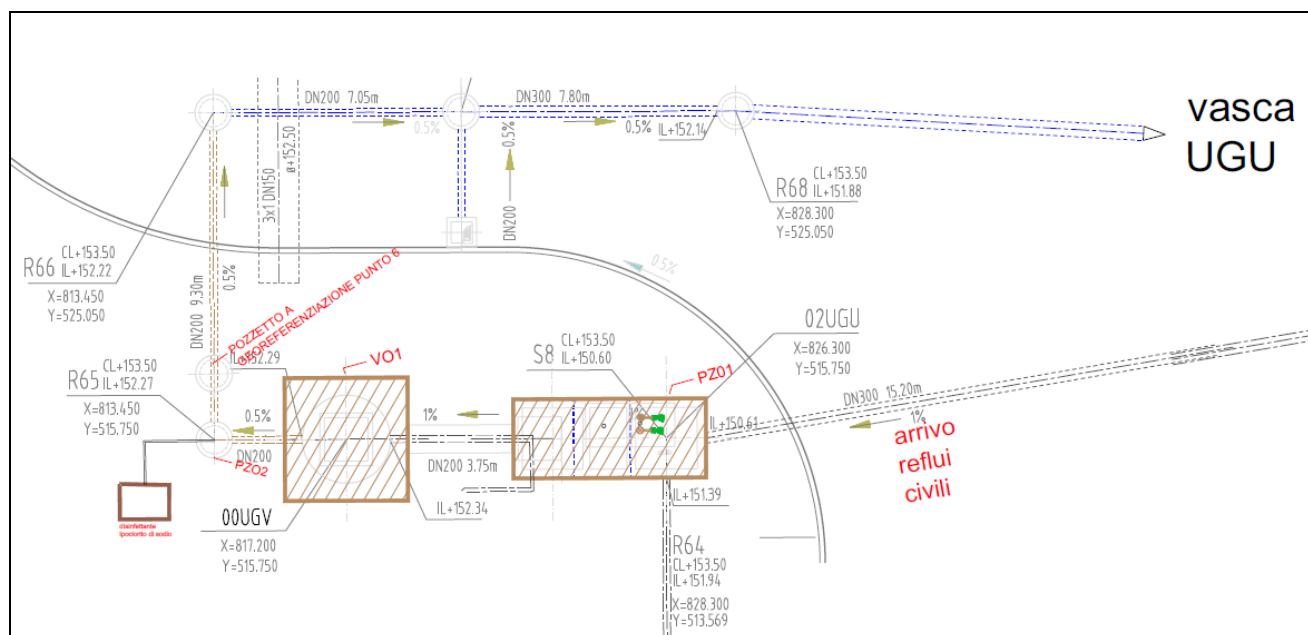 DN200 7.05m
0.5%
DN300 7.80m
0.5%
IL+152.14
vasca
UGU
3x1 DN150
ø+152.50
DN200
0.5%
R68
CL+153.50
IL+151.88
X=828.300
Y=525.050
R66
CL+153.50
IL+152.22
X=813.450
Y=525.050
DN200 9.30m
0.5%
POZZETTO A
GEOREFERENZIAZIONE PUNTO 6
0.5%
R65
CL+153.50
IL+152.27
X=813.450
Y=515.750
IL+152.29
VO1
S8
CL+153.50
IL+150.60
PZ01
02UGU
X=826.300
Y=515.750
0.5%
DN200
PZO2
1%
DN200 3.75m
IL+152.34
IL+150.61
DN300 15.20m
1%
arrivo
reflui
civili
IL+151.39
00UGV
X=817.200
Y=515.750
disinfettante
ipoclorito di sodio
R64
CL+153.50
IL+151.94
X=828.300
Y=513.569